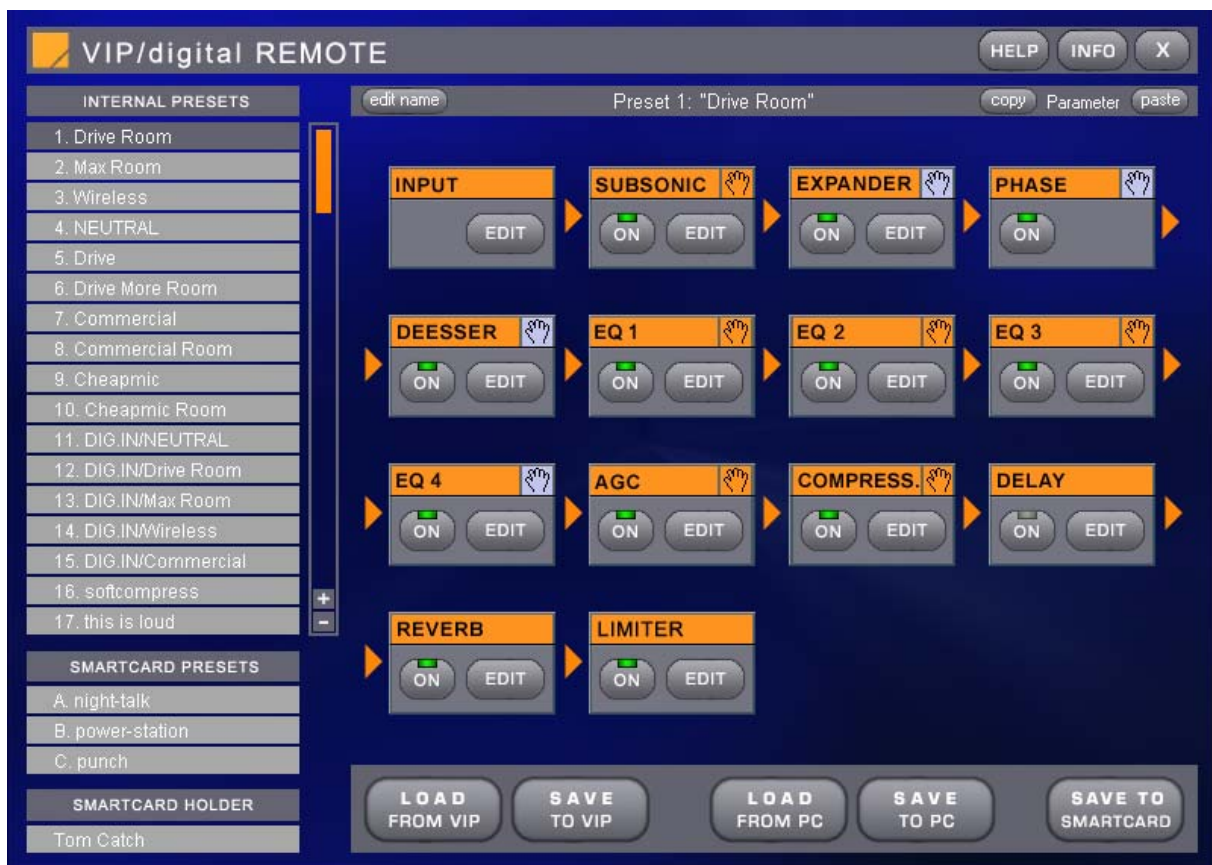 VIP/digital REMOTE
HELP INFO X
INTERNAL PRESETS
1. Drive Room
2. Max Room
3. Wireless
4. NEUTRAL
5. Drive
6. Drive More Room
7. Commercial
8. Commercial Room
9. Cheapmic
10. Cheapmic Room
11. DIG.IN/NEUTRAL
12. DIG.IN/Drive Room
13. DIG.IN/Max Room
14. DIG.IN/Wireless
15. DIG.IN/Commercial
16. softcompress
17. this is loud
+
-
SMARTCARD PRESETS
A. night-talk
B. power-station
C. punch
SMARTCARD HOLDER
Tom Catch
edit name Preset 1: "Drive Room" copy Parameter paste
INPUT SUBSONIC EXPANDER PHASE
EDIT ON EDIT ON EDIT ON
DEESSER EQ 1 EQ 2 EQ 3
ON EDIT ON EDIT ON EDIT ON EDIT
EQ 4 AGC COMPRESS. DELAY
ON EDIT ON EDIT ON EDIT ON EDIT
REVERB LIMITER
ON EDIT ON EDIT
LOAD SAVE LOAD SAVE SAVE TO
FROM VIP TO VIP FROM PC TO PC SMARTCARD